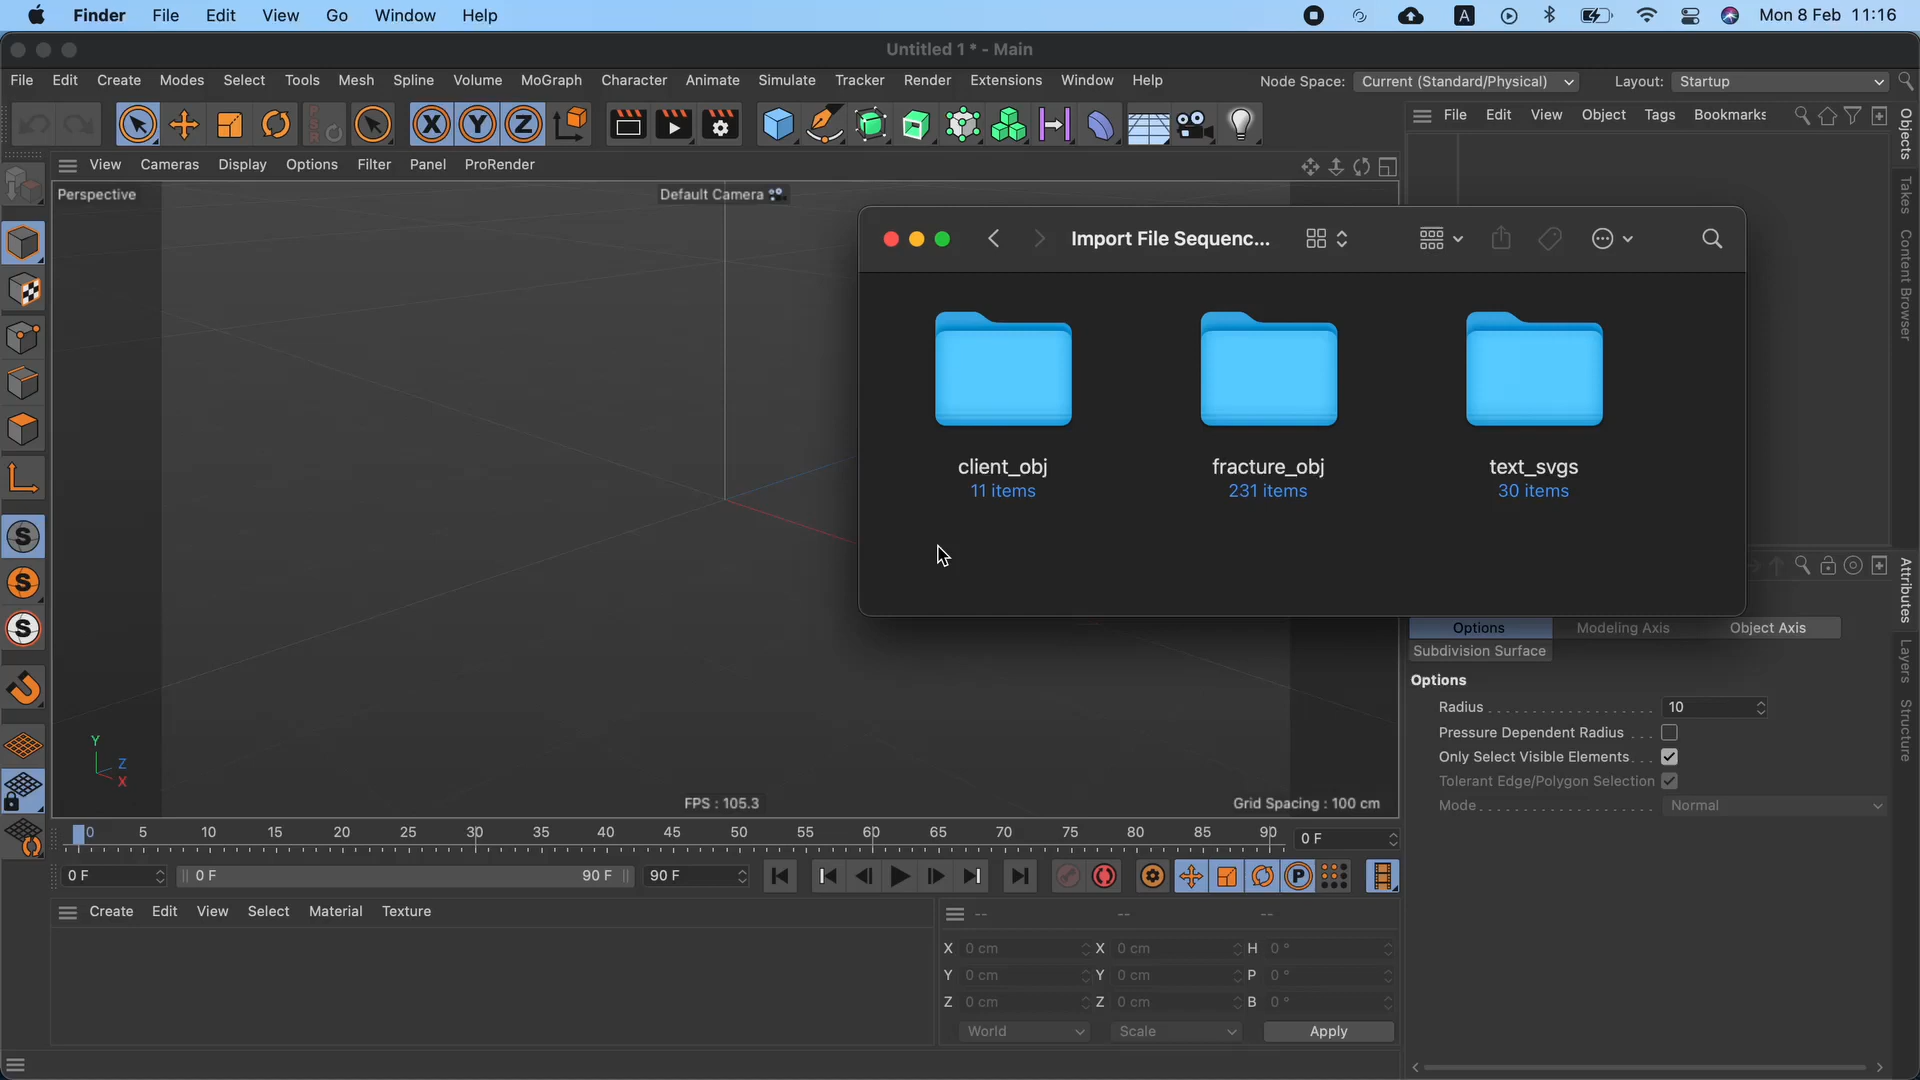 Finder File Edit View Go Window Help A Mon 8 Feb 11:16
Untitled 1 * - Main
File Edit Create Modes Select Tools Mesh Spline Volume MoGraph Character Animate Simulate Tracker Render Extensions Window Help Node Space: Current (Standard/Physical) Layout: Startup
PSR X Y Z
File Edit View Object Tags Bookmarks
View Cameras Display Options Filter Panel ProRender
Perspective
Default Camera
Objects
Takes
Content Browser
Import File Sequenc...
client_obj
11 items
fracture_obj
231 items
text_svgs
30 items
S
S
S
Attributes
Layers
Structure
Options Modeling Axis Object Axis
Subdivision Surface
Options
Radius 10
Pressure Dependent Radius
Only Select Visible Elements
Tolerant Edge/Polygon Selection
Mode Normal
Y
Z
X
FPS : 105.3
Grid Spacing : 100 cm
0 5 10 15 20 25 30 35 40 45 50 55 60 65 70 75 80 85 90 0 F
0 F 0 F 90 F 90 F P
Create Edit View Select Material Texture
-- -- --
X 0 cm X 0 cm H 0 °
Y 0 cm Y 0 cm P 0 °
Z 0 cm Z 0 cm B 0 °
World Scale Apply